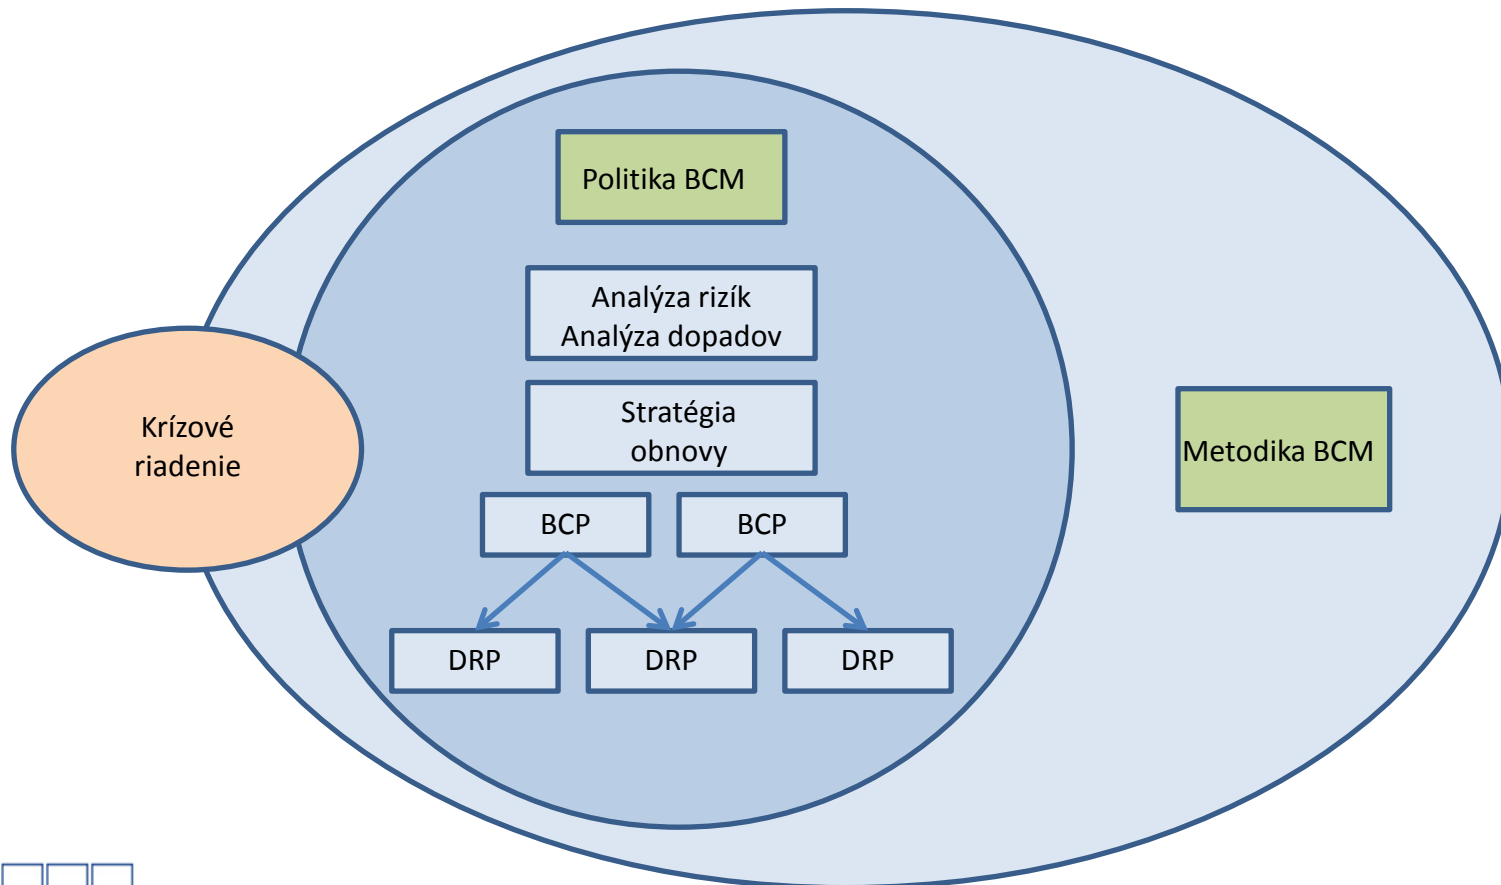 Politika BCM
Analýza rizík
Analýza dopadov
Stratégia
obnovy
Krízové
riadenie
Metodika BCM
BCP
BCP
DRP
DRP
DRP